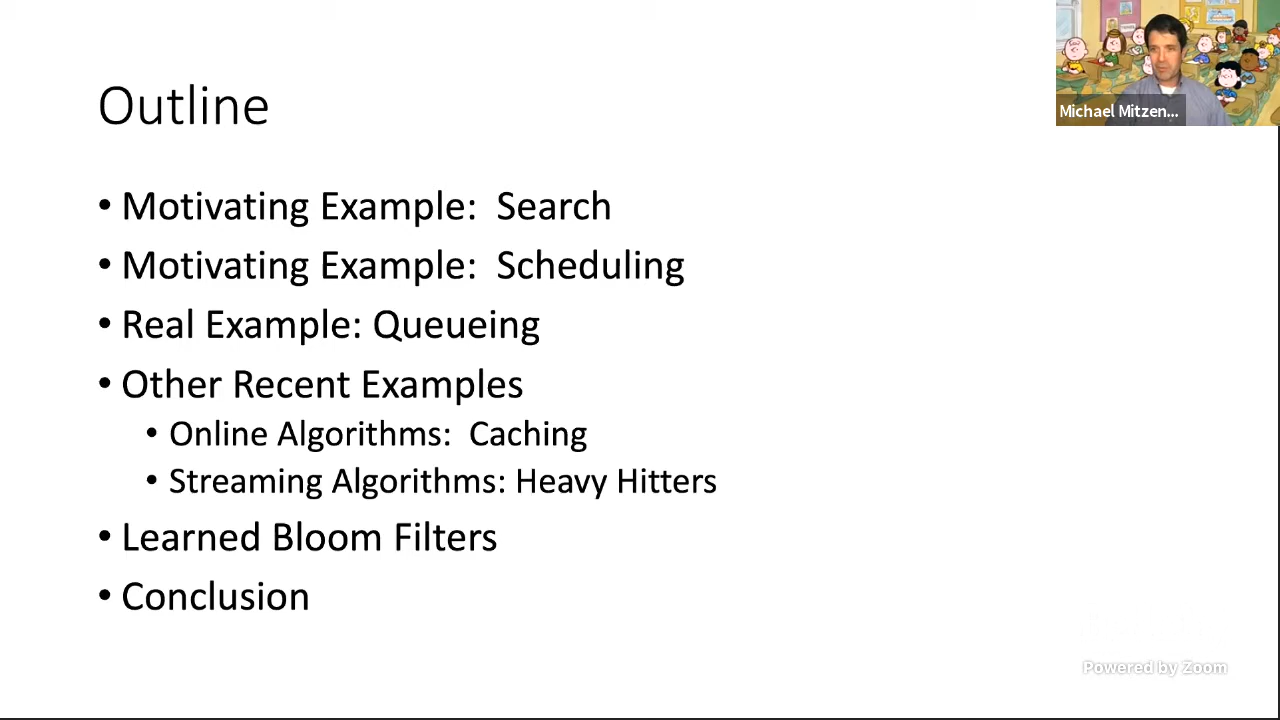 Outline
• Motivating Example:  Search
• Motivating Example:  Scheduling
• Real Example: Queueing
• Other Recent Examples
• Online Algorithms:  Caching
• Streaming Algorithms: Heavy Hitters
• Learned Bloom Filters
• Conclusion
Michael Mitzen...
Powered by Zoom